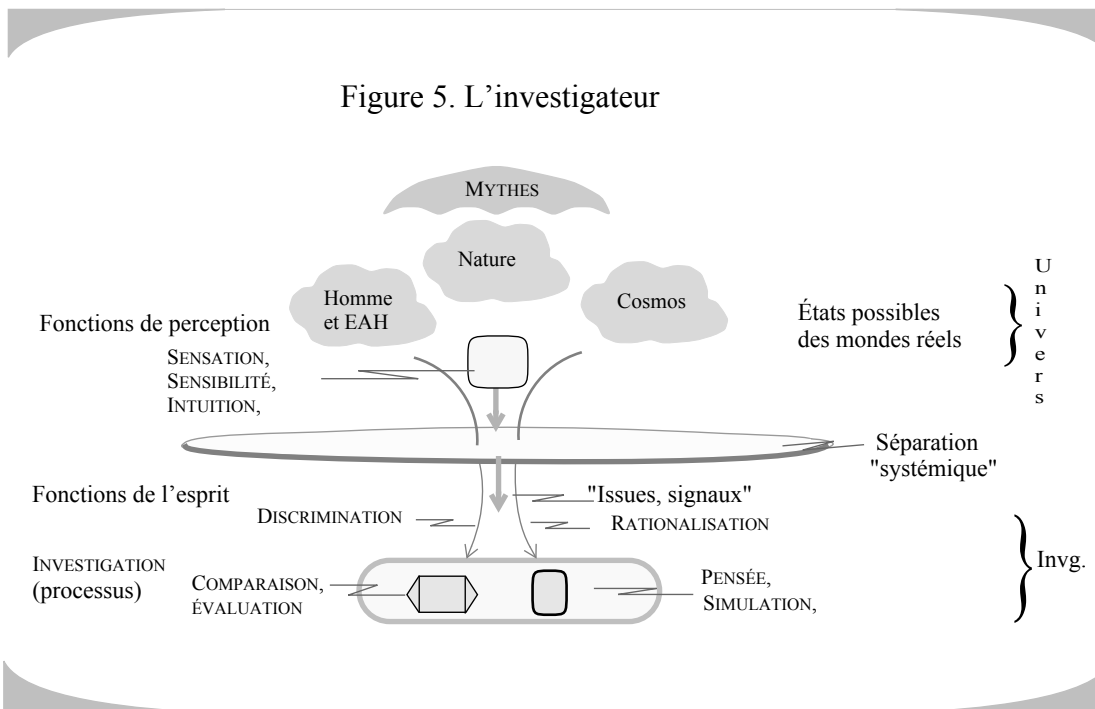 Figure 5. L’investigateur
MYTHES
Nature
Homme
et EAH
Cosmos
Univers
États possibles
des mondes réels
Fonctions de perception
SENSATION,
SENSIBILITÉ,
INTUITION,
Séparation
"systémique"
Fonctions de l’esprit
"Issues, signaux"
DISCRIMINATION
RATIONALISATION
INVESTIGATION
(processus)
COMPARAISON,
ÉVALUATION
PENSÉE,
SIMULATION,
Invg.